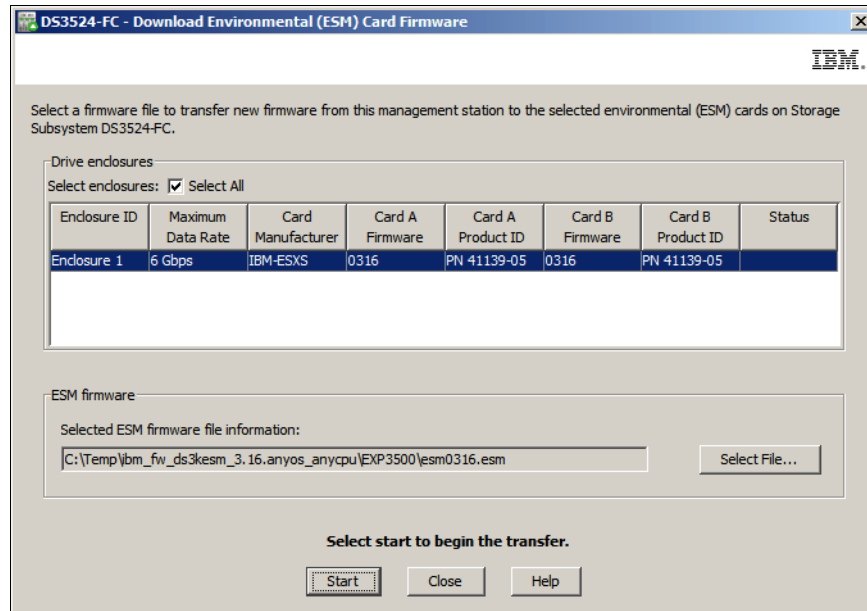 DS3524-FC - Download Environmental (ESM) Card Firmware
IBM.
Select a firmware file to transfer new firmware from this management station to the selected environmental (ESM) cards on Storage
Subsystem DS3524-FC.
Drive enclosures
Select enclosures: Select All
Enclosure ID Maximum Data Rate Card Manufacturer Card A Firmware Card A Product ID Card B Firmware Card B Product ID Status
Enclosure 1 6 Gbps IBM-ESXS 0316 PN 41139-05 0316 PN 41139-05
ESM firmware
Selected ESM firmware file information:
C:\Temp\ibm_fw_ds3kesm_3.16.anyos_anycpu\EXP3500\esm0316.esm
Select File...
Select start to begin the transfer.
Start Close Help